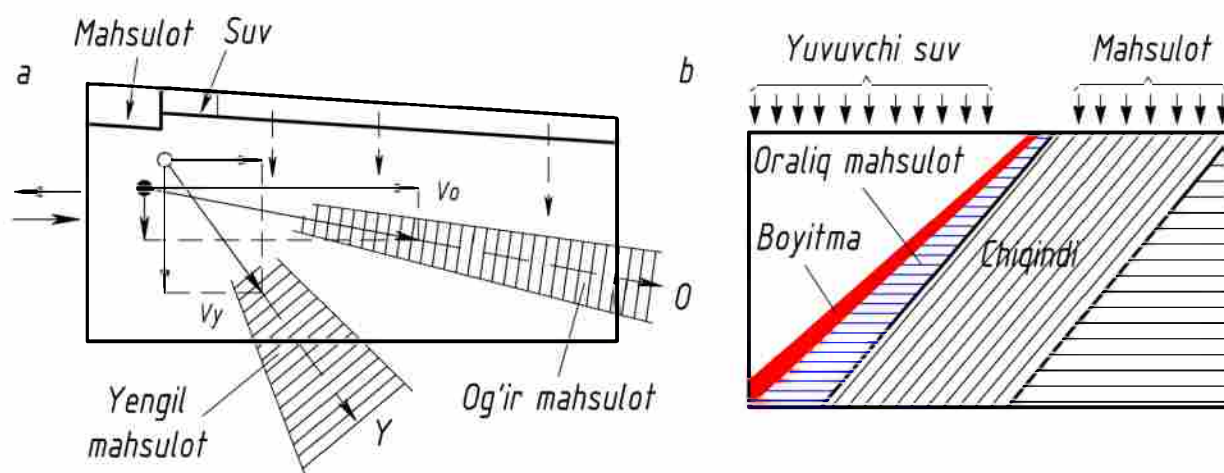 a
Mahsulot
Suv
Vo
Vy
O
Y
Yengil
mahsulot
Og'ir mahsulot
b
Yuvuvchi suv
Mahsulot
Oraliq mahsulot
Boyitma
Chiqindi